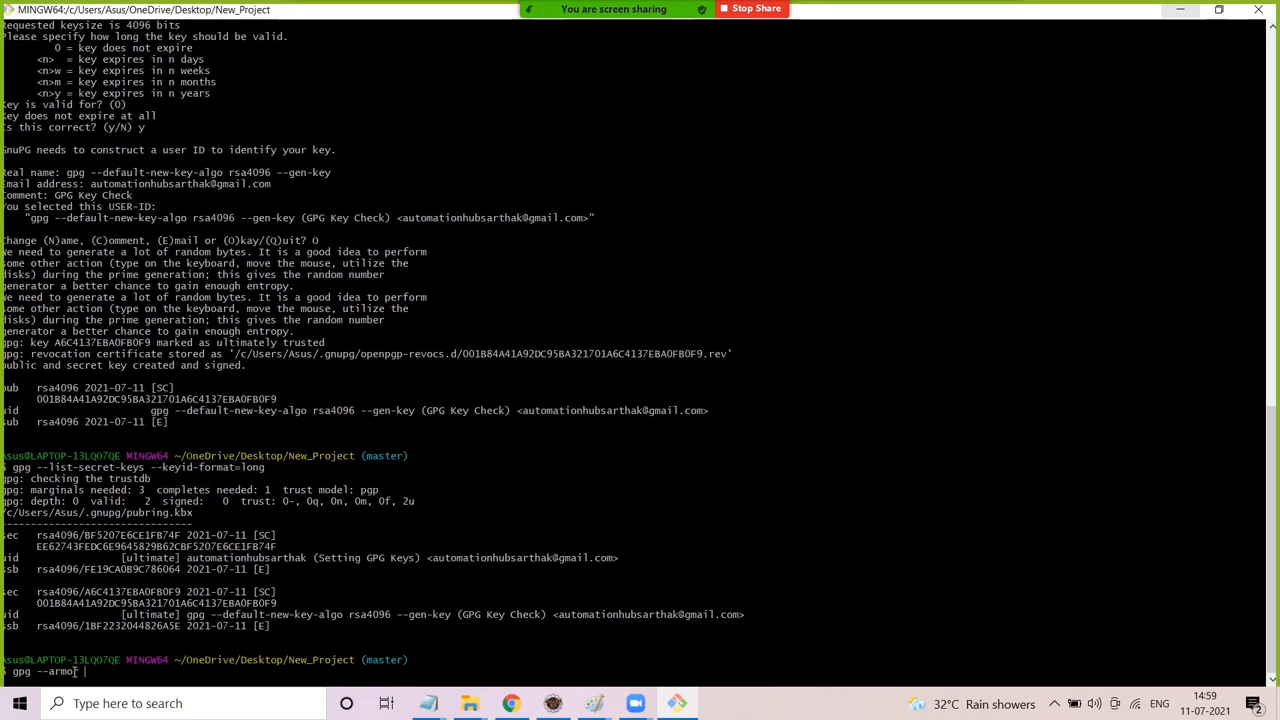 MINGW64:/c/Users/Asus/OneDrive/Desktop/New_Project
You are screen sharing
Stop Share
Requested keysize is 4096 bits
Please specify how long the key should be valid.
0 = key does not expire
<n>  = key expires in n days
<n>w = key expires in n weeks
<n>m = key expires in n months
<n>y = key expires in n years
Key is valid for? (0)
Key does not expire at all
Is this correct? (y/N) y
GnuPG needs to construct a user ID to identify your key.
Real name: gpg --default-new-key-algo rsa4096 --gen-key
Email address: automationhubsarthak@gmail.com
Comment: GPG Key Check
You selected this USER-ID:
"gpg --default-new-key-algo rsa4096 --gen-key (GPG Key Check) <automationhubsarthak@gmail.com>"
Change (N)ame, (C)omment, (E)mail or (O)kay/(Q)uit? O
We need to generate a lot of random bytes. It is a good idea to perform
some other action (type on the keyboard, move the mouse, utilize the
disks) during the prime generation; this gives the random number
generator a better chance to gain enough entropy.
We need to generate a lot of random bytes. It is a good idea to perform
some other action (type on the keyboard, move the mouse, utilize the
disks) during the prime generation; this gives the random number
generator a better chance to gain enough entropy.
gpg: key A6C4137EBA0FB0F9 marked as ultimately trusted
gpg: revocation certificate stored as '/c/Users/Asus/.gnupg/openpgp-revocs.d/001B84A41A92DC95BA321701A6C4137EBA0FB0F9.rev'
public and secret key created and signed.
pub   rsa4096 2021-07-11 [SC]
001B84A41A92DC95BA321701A6C4137EBA0FB0F9
uid                      gpg --default-new-key-algo rsa4096 --gen-key (GPG Key Check) <automationhubsarthak@gmail.com>
sub   rsa4096 2021-07-11 [E]
Asus@LAPTOP-13LQO7QE MINGW64 ~/OneDrive/Desktop/New_Project (master)
$ gpg --list-secret-keys --keyid-format=long
gpg: checking the trustdb
gpg: marginals needed: 3  completes needed: 1  trust model: pgp
gpg: depth: 0  valid:   2  signed:   0  trust: 0-, 0q, 0n, 0m, 0f, 2u
/c/Users/Asus/.gnupg/pubring.kbx
--------------------------------
sec   rsa4096/BF5207E6CE1FB74F 2021-07-11 [SC]
EE62743FEDC6E9645829B62CBF5207E6CE1FB74F
uid                 [ultimate] automationhubsarthak (Setting GPG Keys) <automationhubsarthak@gmail.com>
ssb   rsa4096/FE19CA0B9C786064 2021-07-11 [E]
sec   rsa4096/A6C4137EBA0FB0F9 2021-07-11 [SC]
001B84A41A92DC95BA321701A6C4137EBA0FB0F9
uid                 [ultimate] gpg --default-new-key-algo rsa4096 --gen-key (GPG Key Check) <automationhubsarthak@gmail.com>
ssb   rsa4096/1BF2232044826A5E 2021-07-11 [E]
Asus@LAPTOP-13LQO7QE MINGW64 ~/OneDrive/Desktop/New_Project (master)
$ gpg --armor
Type here to search
32°C Rain showers
ENG
14:59
11-07-2021
2